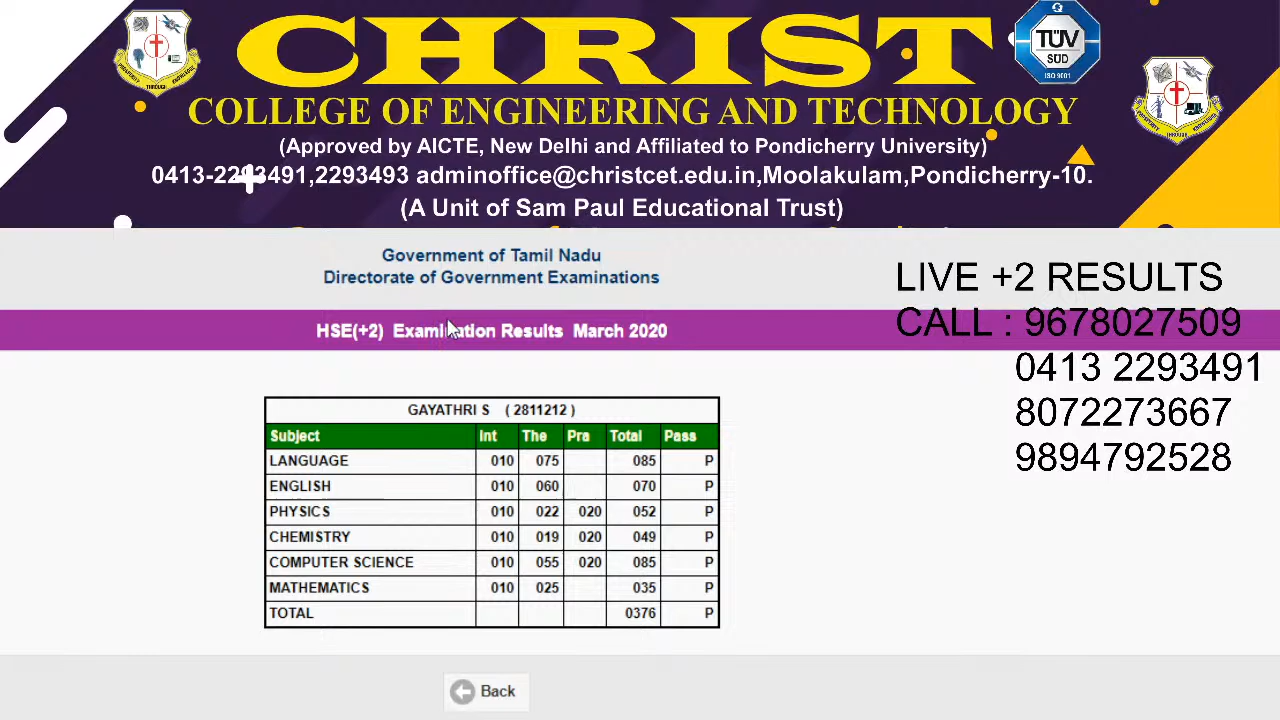 CHRIST
TÜV
SÜD
ISO 9001
COLLEGE OF ENGINEERING AND TECHNOLOGY
(Approved by AICTE, New Delhi and Affiliated to Pondicherry University)
0413-2293491,2293493 adminoffice@christcet.edu.in,Moolakulam,Pondicherry-10.
(A Unit of Sam Paul Educational Trust)
Government of Tamil Nadu
Directorate of Government Examinations
HSE(+2) Examination Results March 2020
LIVE +2 RESULTS
CALL : 9678027509
0413 2293491
8072273667
9894792528
GAYATHRI S ( 2811212 )
Subject Int The Pra Total Pass
LANGUAGE 010 075 085 P
ENGLISH 010 060 070 P
PHYSICS 010 022 020 052 P
CHEMISTRY 010 019 020 049 P
COMPUTER SCIENCE 010 055 020 085 P
MATHEMATICS 010 025 035 P
TOTAL 0376 P
Back